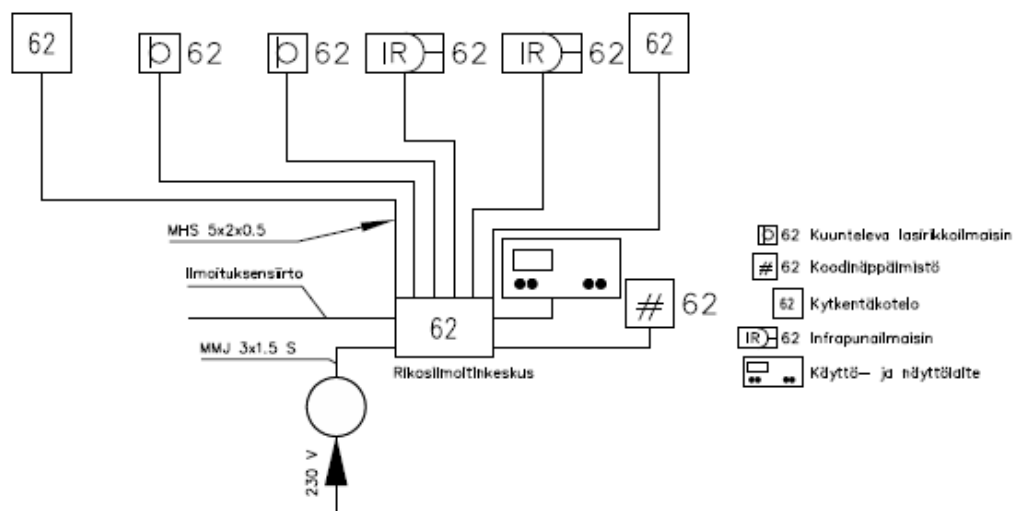 62
62
62
IR 62
IR 62
62
MHS 5x2x0.5
Ilmoituksensiirto
MMJ 3x1.5 S
62
# 62
Rikosilmoitinkeskus
230 V
62 Kuunteleva lasirikkoilmaisin
# 62 Koodinäppäimistö
62 Kytkentäkotelo
IR 62 Infrapunailmaisin
Käyttö- ja näyttölaite